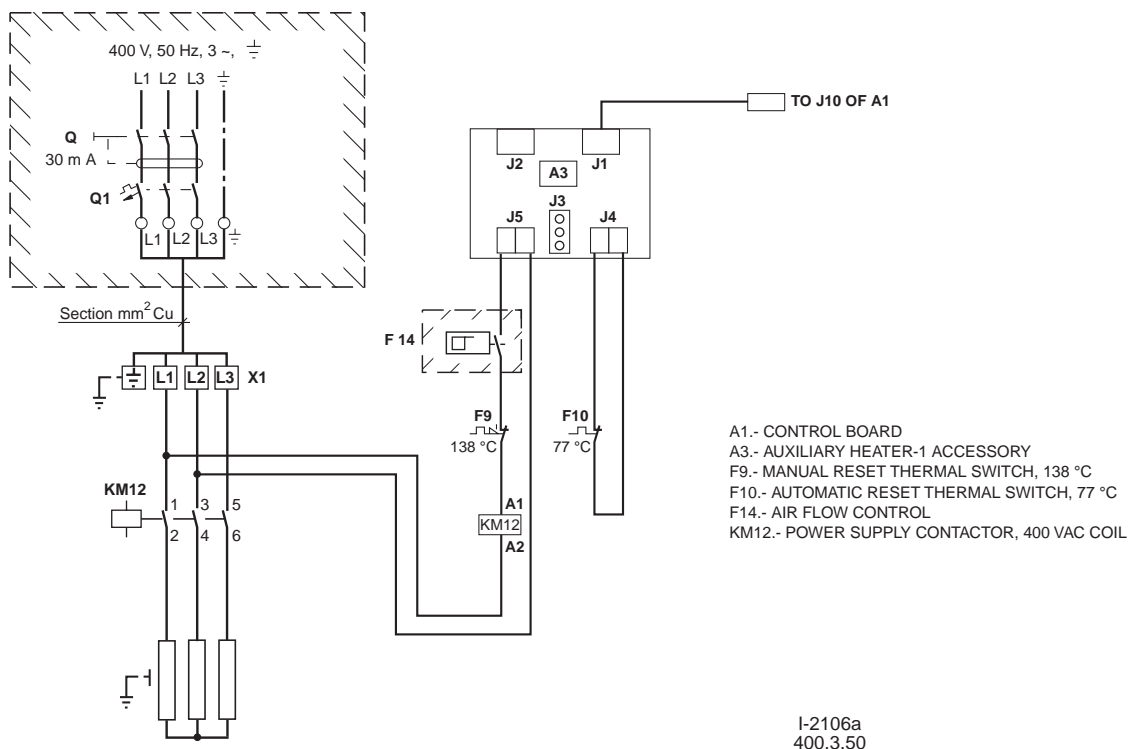 400 V, 50 Hz, 3 ~,
L1 L2 L3
Q
30 m A
Q1
L1 L2 L3
Section mm² Cu
L1 L2 L3 X1
KM12
1 3 5
2 4 6
TO J10 OF A1
J2 J1
A3
J3
J5 J4
F 14
F9
138 °C
F10
77 °C
A1
KM12
A2
A1.- CONTROL BOARD
A3.- AUXILIARY HEATER-1 ACCESSORY
F9.- MANUAL RESET THERMAL SWITCH, 138 °C
F10.- AUTOMATIC RESET THERMAL SWITCH, 77 °C
F14.- AIR FLOW CONTROL
KM12.- POWER SUPPLY CONTACTOR, 400 VAC COIL
I-2106a
400.3.50